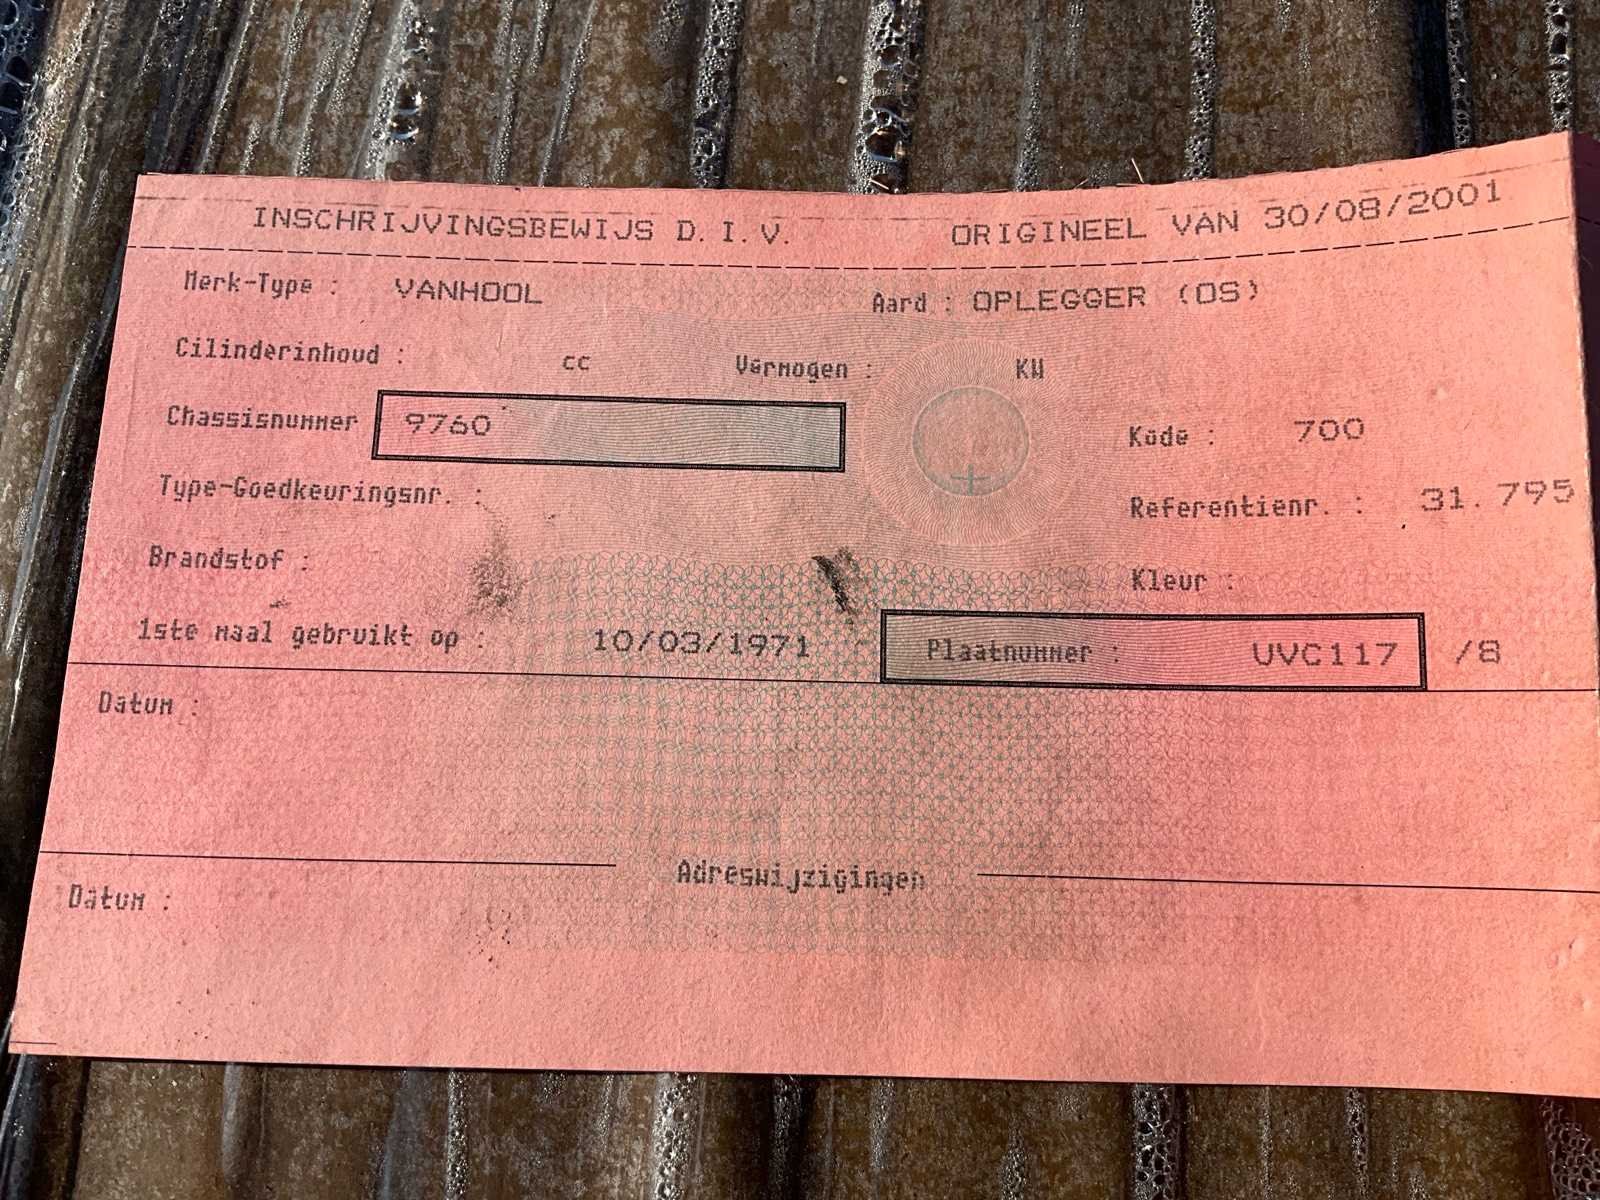 INSCHRIJVINGSBEWIJS D.I.V. ORIGINEEL VAN 30/08/2001
Merk-Type : VANHOOL Aard : OPLEGGER (OS)
Cilinderinhoud : cc Vermogen : KW
Chassisnummer 9760 Kode : 700
Type-Goedkeuringsnr. : Referentienr. : 31.795
Brandstof : Kleur :
1ste maal gebruikt op : 10/03/1971 Plaatnummer : UVC117 /8
Datum :
Adreswijzigingen
Datum :